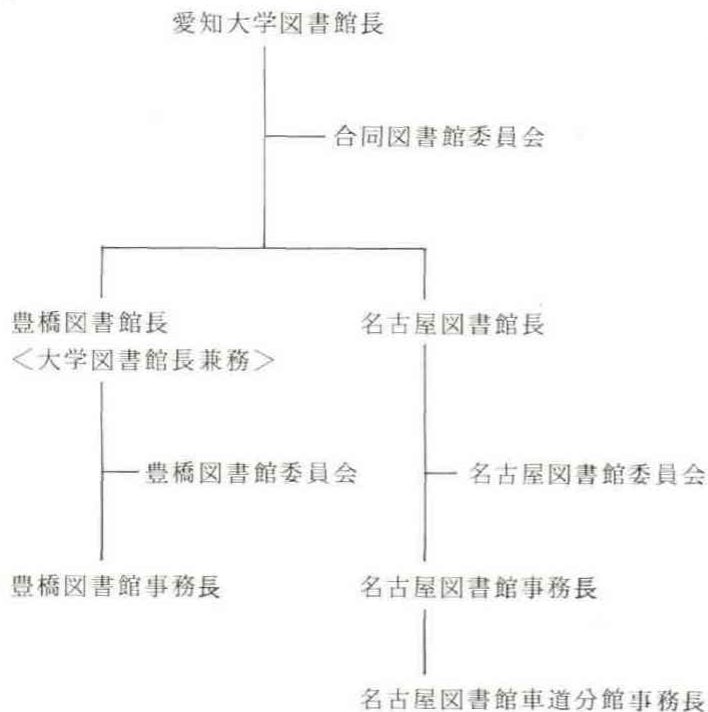 愛知大学図書館長
合同図書館委員会
豊橋図書館長
名古屋図書館長
＜大学図書館長兼務＞
豊橋図書館委員会
名古屋図書館委員会
豊橋図書館事務長
名古屋図書館事務長
名古屋図書館車道分館事務長